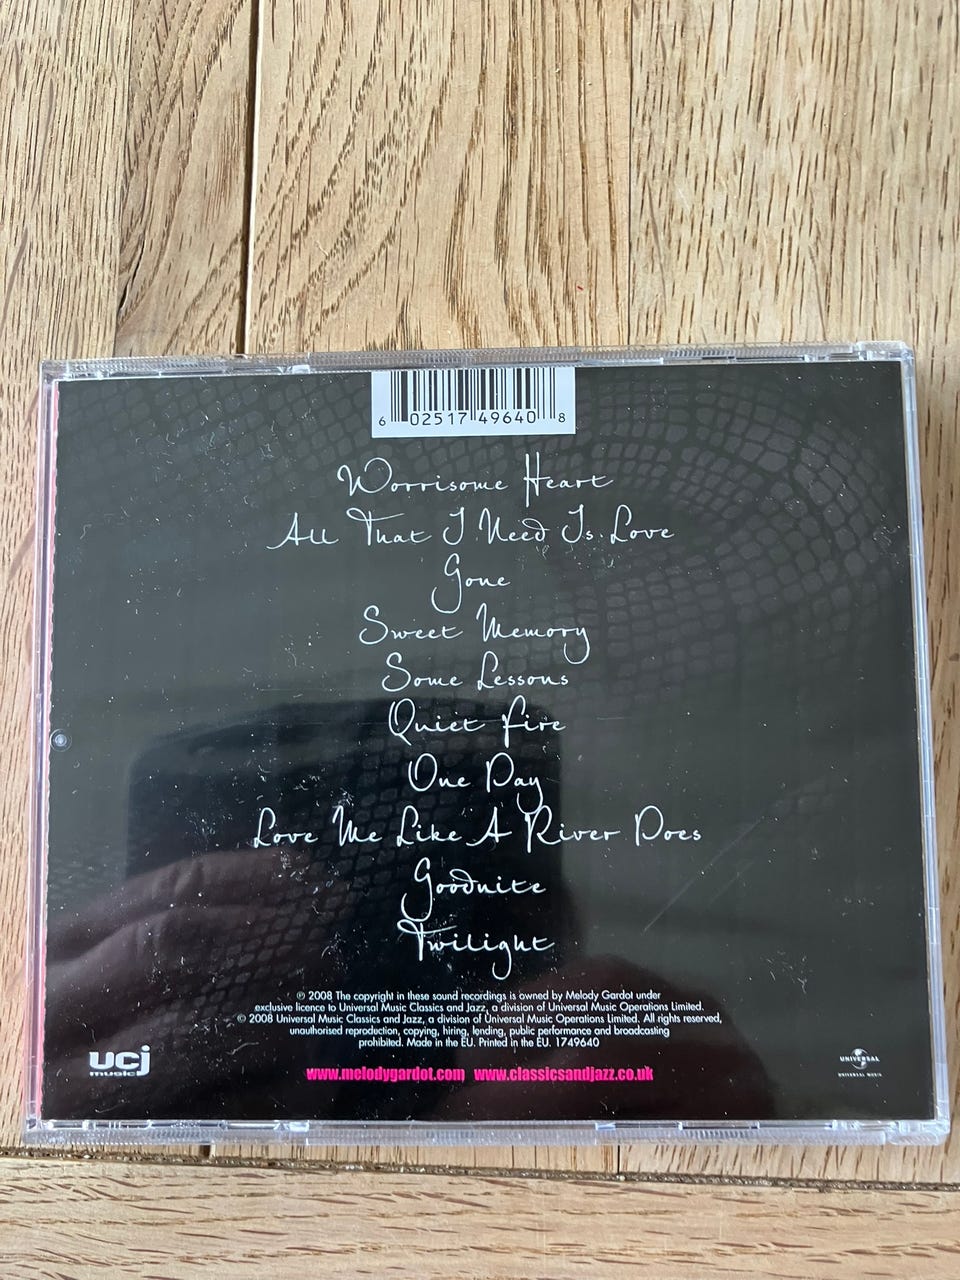 6 02517 49640 8
Worrisome Heart
All That I Need Is Love
Gone
Sweet Memory
Some Lessons
Quiet Fire
One Day
Love Me Like A River Does
Goodnite
Twilight
℗ 2008 The copyright in these sound recordings is owned by Melody Gardot under
exclusive licence to Universal Music Classics and Jazz, a division of Universal Music Operations Limited.
© 2008 Universal Music Classics and Jazz, a division of Universal Music Operations Limited. All rights reserved,
unauthorised reproduction, copying, hiring, lending, public performance and broadcasting
prohibited. Made in the EU. Printed in the EU. 1749640
ucj
music
www.melodygardot.com www.classicsandjazz.co.uk
UNIVERSAL
UNIVERSAL MUSIC